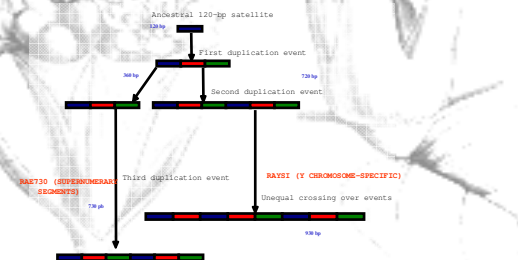 Ancestral 120-bp satellite
120 bp
First duplication event
360 bp
720 bp
Second duplication event
RAE730 (SUPERNUMERARY
SEGMENTS)
Third duplication event
RAYSI (Y CHROMOSOME-SPECIFIC)
Unequal crossing over events
730 pb
930 bp